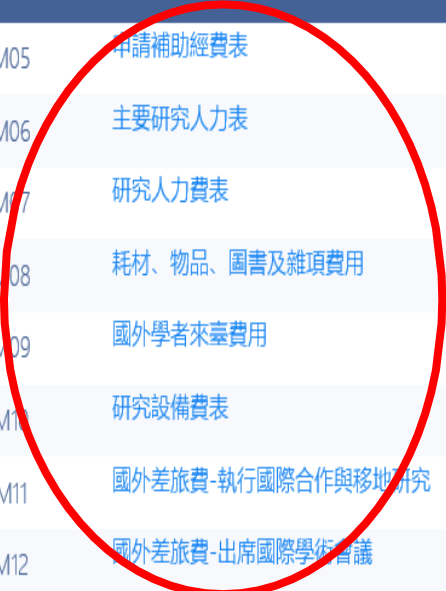 M05 申請補助經費表
M06 主要研究人力表
M07 研究人力費表
M08 耗材、物品、圖書及雜項費用
M09 國外學者來臺費用
M10 研究設備費表
M11 國外差旅費-執行國際合作與移地研究
M12 國外差旅費-出席國際學術會議